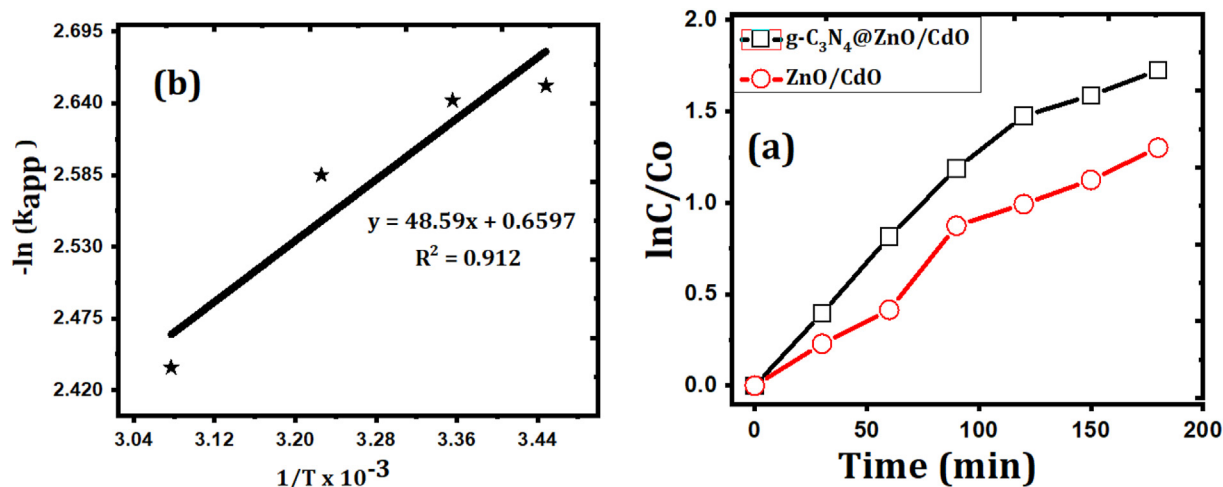 (b)
-ln (kapp)
2.695
2.640
2.585
2.530
2.475
2.420
y = 48.59x + 0.6597
R² = 0.912
3.04 3.12 3.20 3.28 3.36 3.44
1/T x 10⁻³
(a)
lnC/Co
2.0
1.5
1.0
0.5
0.0
g-C₃N₄@ZnO/CdO
ZnO/CdO
0 50 100 150 200
Time (min)